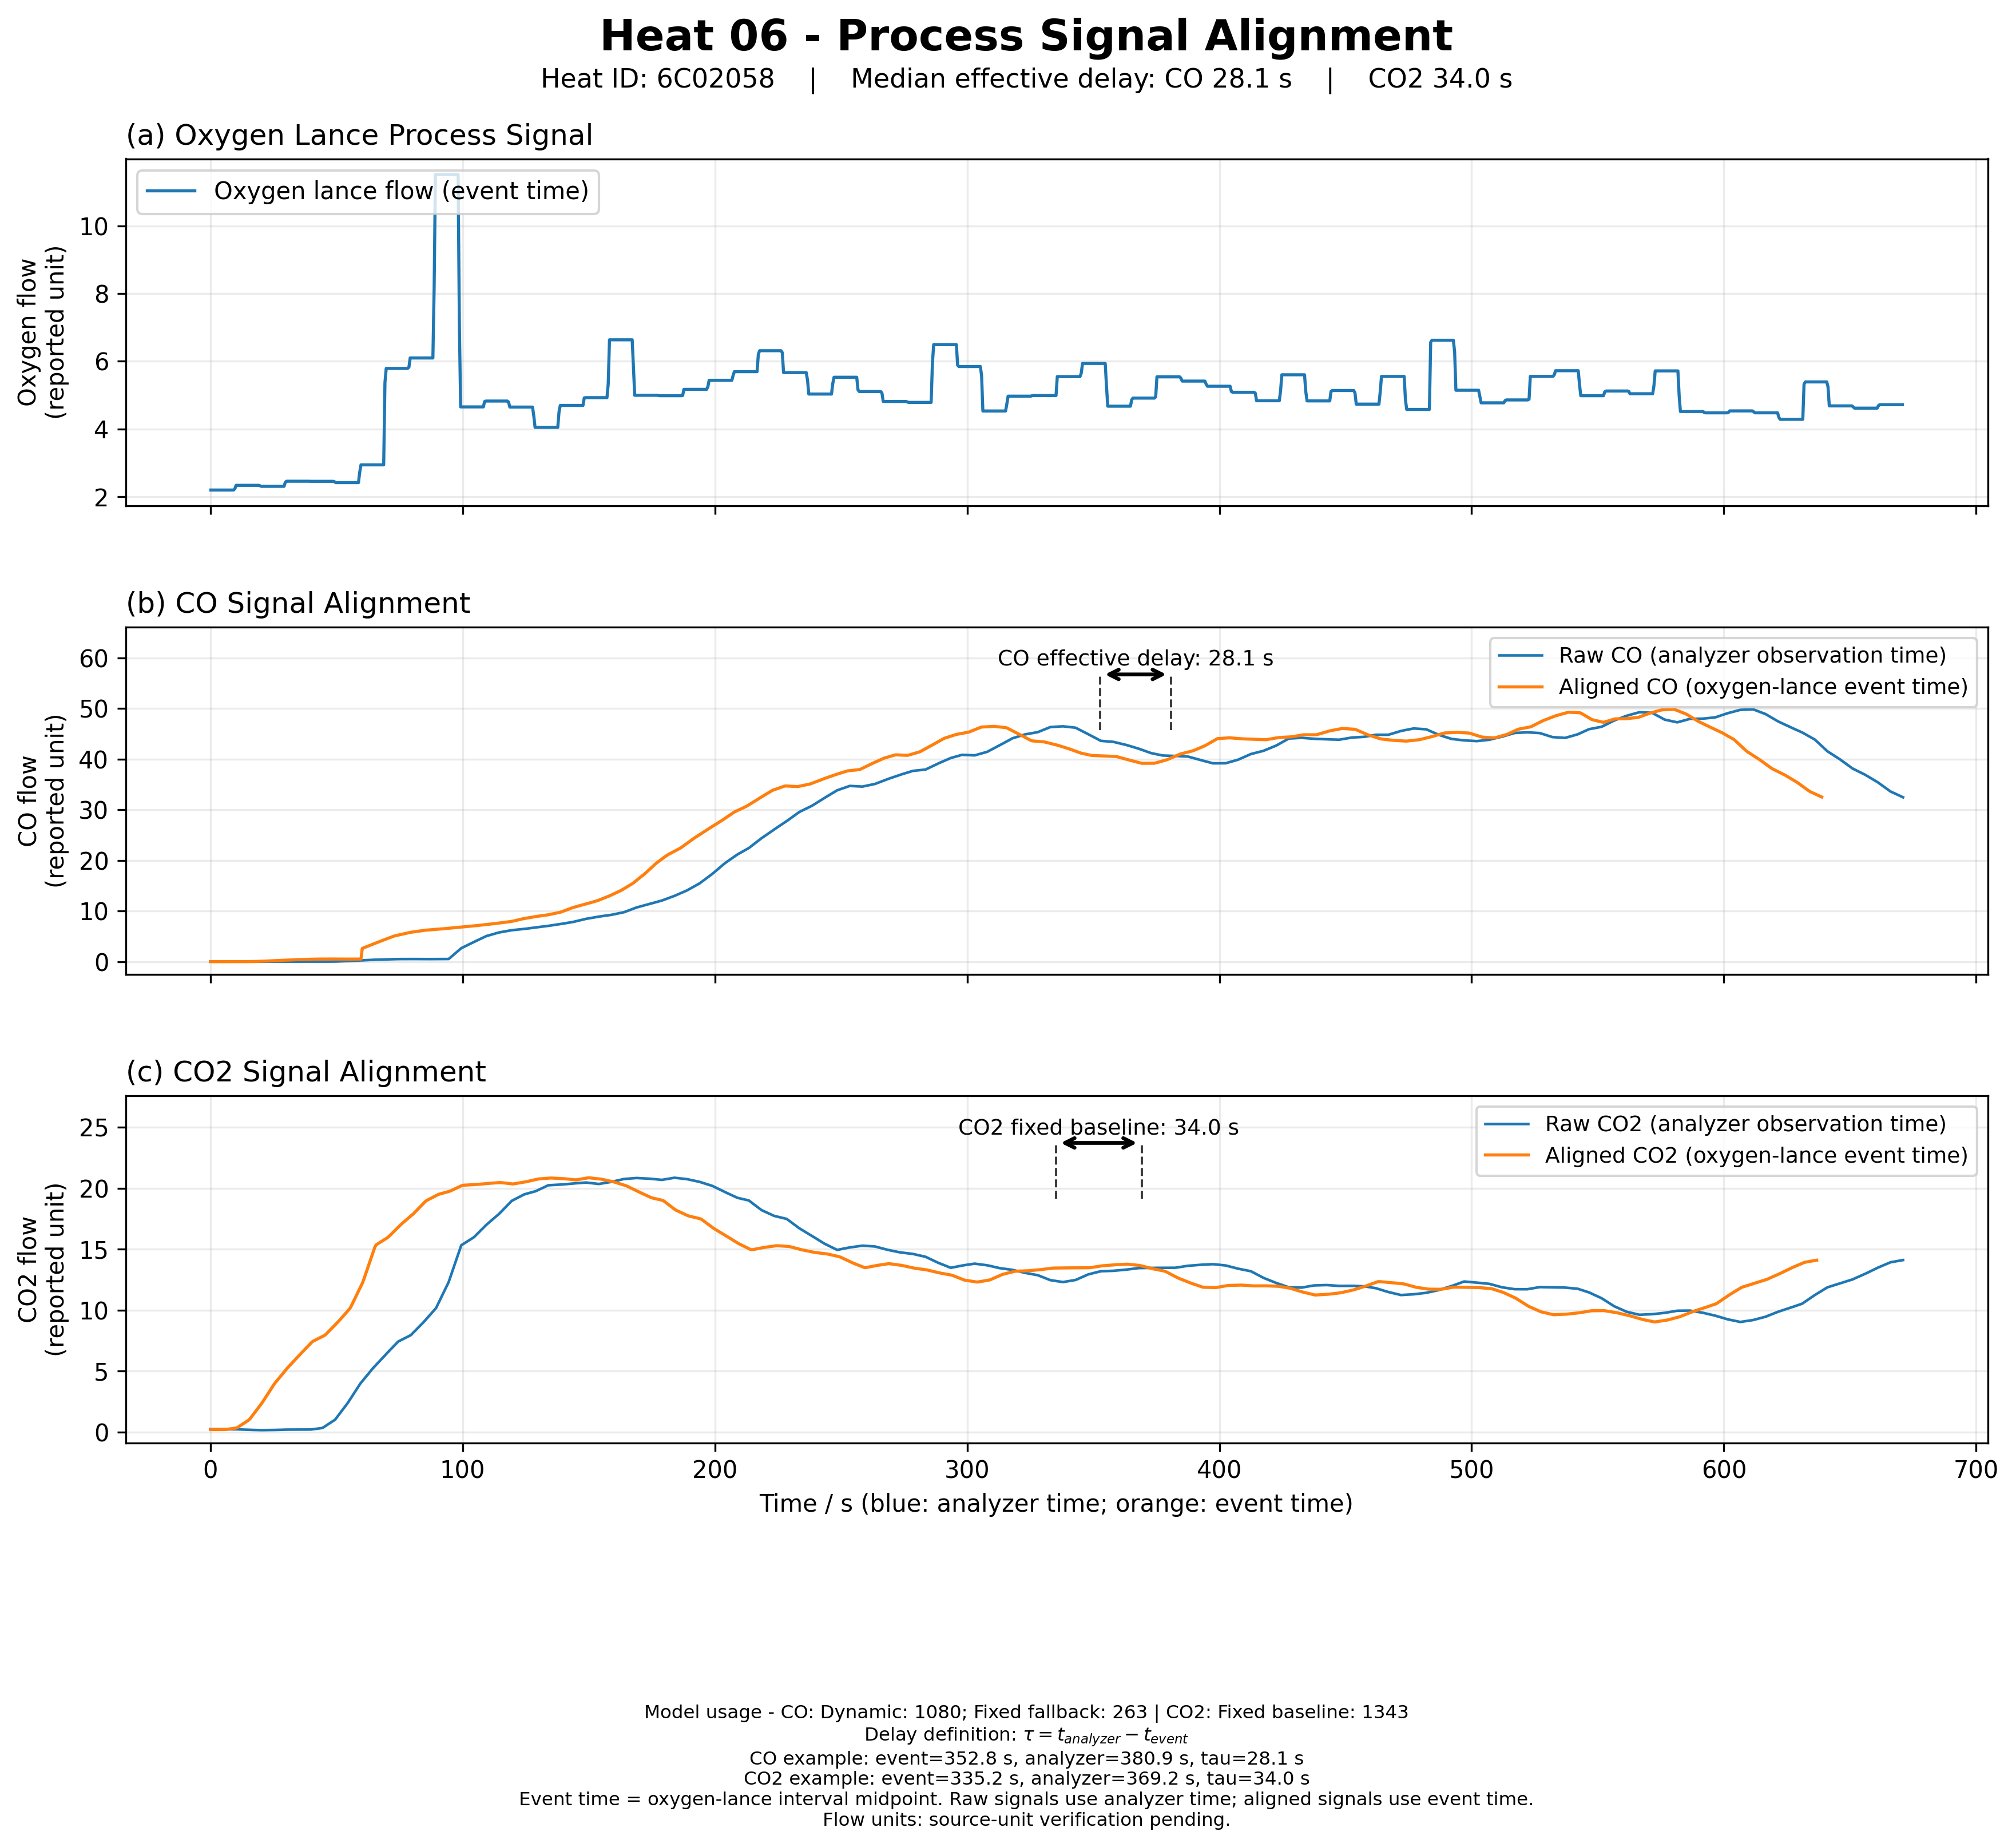 Heat 06 - Process Signal Alignment
Heat ID: 6C02058    |    Median effective delay: CO 28.1 s    |    CO2 34.0 s
(a) Oxygen Lance Process Signal
Oxygen lance flow (event time)
Oxygen flow
(reported unit)
10
8
6
4
2
(b) CO Signal Alignment
CO effective delay: 28.1 s
Raw CO (analyzer observation time)
Aligned CO (oxygen-lance event time)
CO flow
(reported unit)
60
50
40
30
20
10
0
(c) CO2 Signal Alignment
CO2 fixed baseline: 34.0 s
Raw CO2 (analyzer observation time)
Aligned CO2 (oxygen-lance event time)
CO2 flow
(reported unit)
25
20
15
10
5
0
0 100 200 300 400 500 600 700
Time / s (blue: analyzer time; orange: event time)
Model usage - CO: Dynamic: 1080; Fixed fallback: 263 | CO2: Fixed baseline: 1343
Delay definition: τ = t_analyzer − t_event
CO example: event=352.8 s, analyzer=380.9 s, tau=28.1 s
CO2 example: event=335.2 s, analyzer=369.2 s, tau=34.0 s
Event time = oxygen-lance interval midpoint. Raw signals use analyzer time; aligned signals use event time.
Flow units: source-unit verification pending.